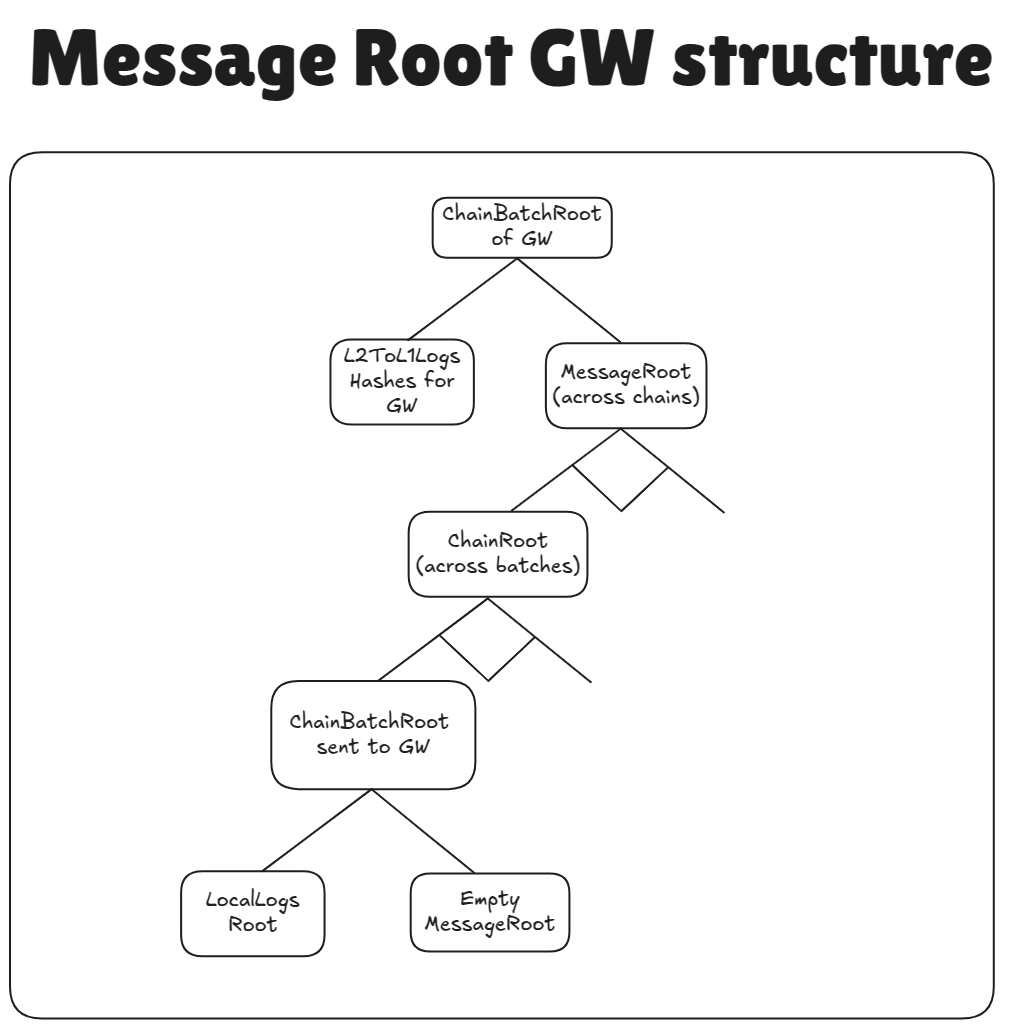 Message Root GW structure
ChainBatchRoot
of GW
L2ToL1Logs
Hashes for
GW
MessageRoot
(across chains)
ChainRoot
(across batches)
ChainBatchRoot
sent to GW
LocalLogs
Root
Empty
MessageRoot